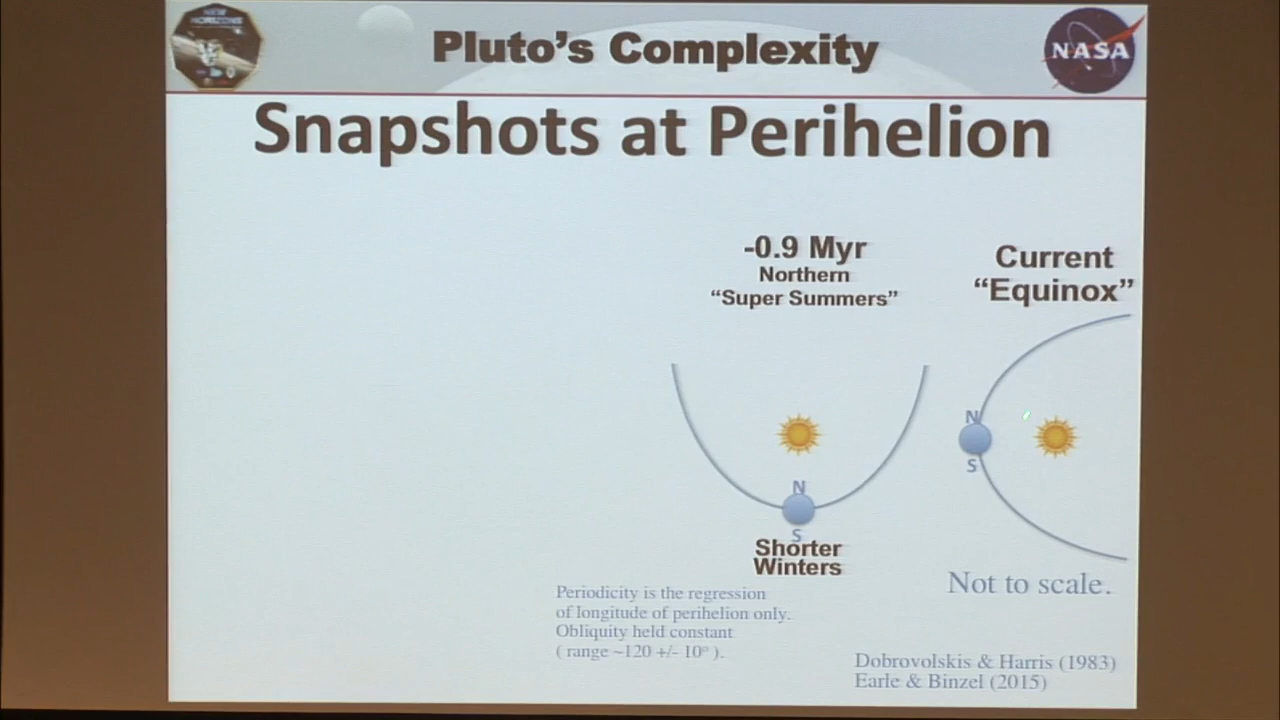 NEW
HORIZONS
Pluto's Complexity
NASA
Snapshots at Perihelion
-0.9 Myr
Northern
“Super Summers”
Current
“Equinox”
N
S
N
S
Shorter
Winters
Periodicity is the regression
of longitude of perihelion only.
Obliquity held constant
( range ~120 +/- 10° ).
Not to scale.
Dobrovolskis & Harris (1983)
Earle & Binzel (2015)